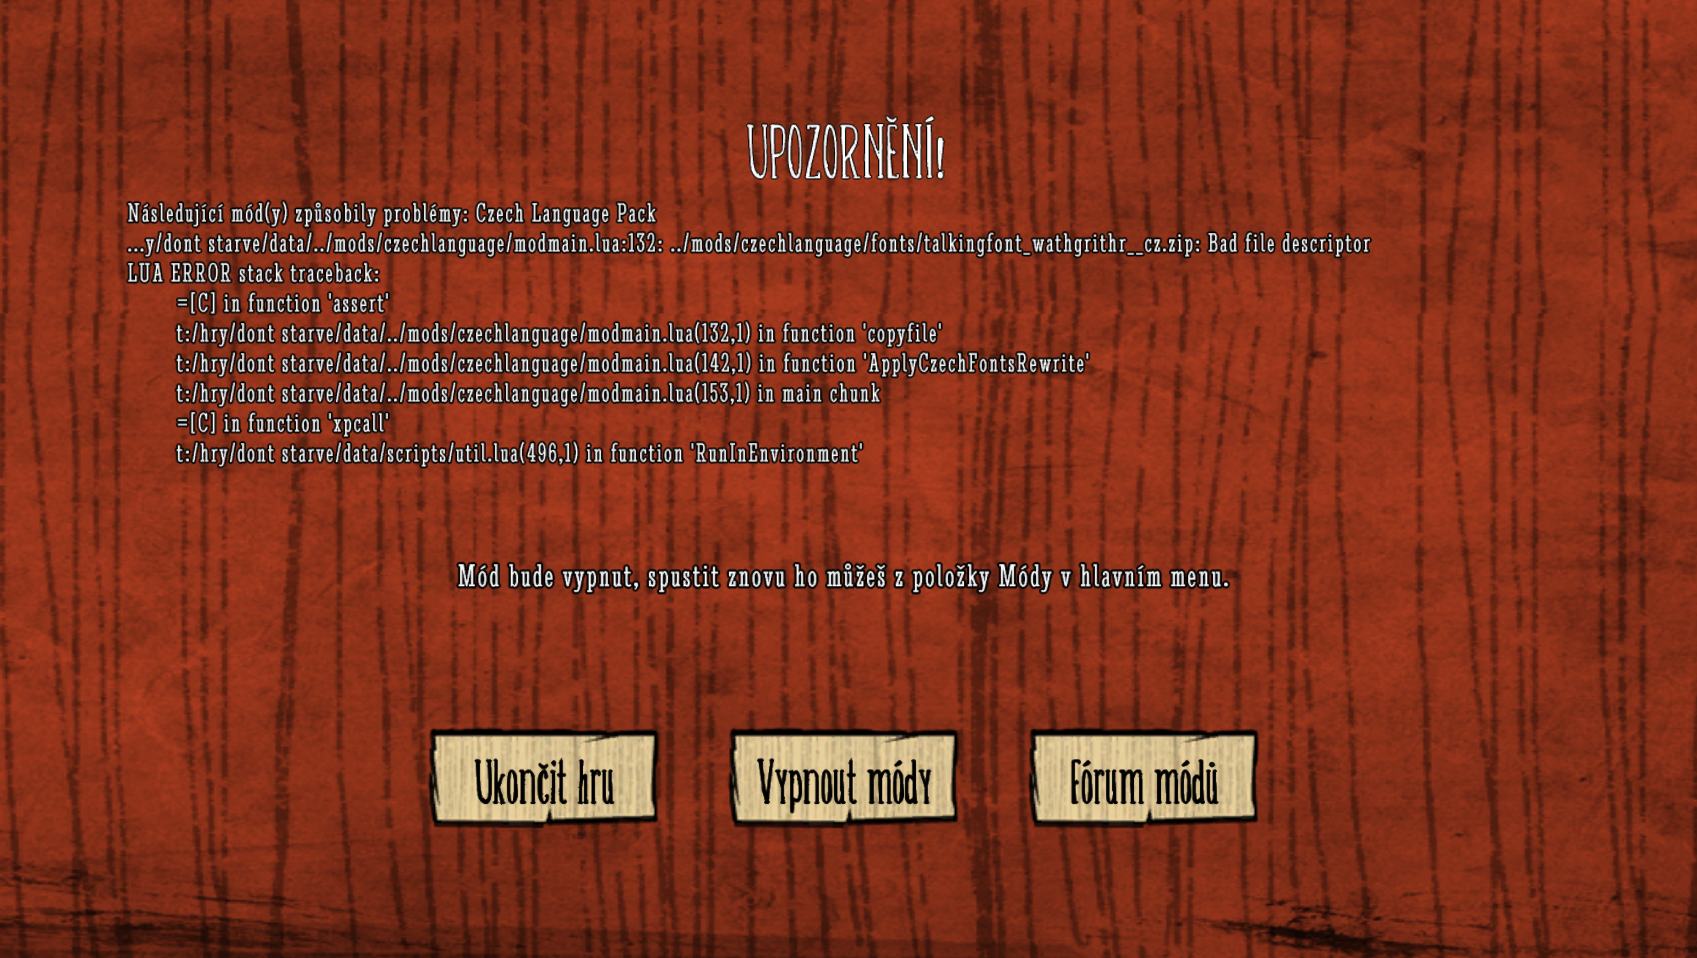 UPOZORNĚNÍ!
Následující mód(y) způsobily problémy: Czech Language Pack
...y/dont starve/data/../mods/czechlanguage/modmain.lua:132: ../mods/czechlanguage/fonts/talkingfont_wathgrithr__cz.zip: Bad file descriptor
LUA ERROR stack traceback:
=[C] in function 'assert'
t:/hry/dont starve/data/../mods/czechlanguage/modmain.lua(132,1) in function 'copyfile'
t:/hry/dont starve/data/../mods/czechlanguage/modmain.lua(142,1) in function 'ApplyCzechFontsRewrite'
t:/hry/dont starve/data/../mods/czechlanguage/modmain.lua(153,1) in main chunk
=[C] in function 'xpcall'
t:/hry/dont starve/data/scripts/util.lua(496,1) in function 'RunInEnvironment'
Mód bude vypnut, spustit znovu ho můžeš z položky Módy v hlavním menu.
Ukončit hru
Vypnout módy
Fórum módů